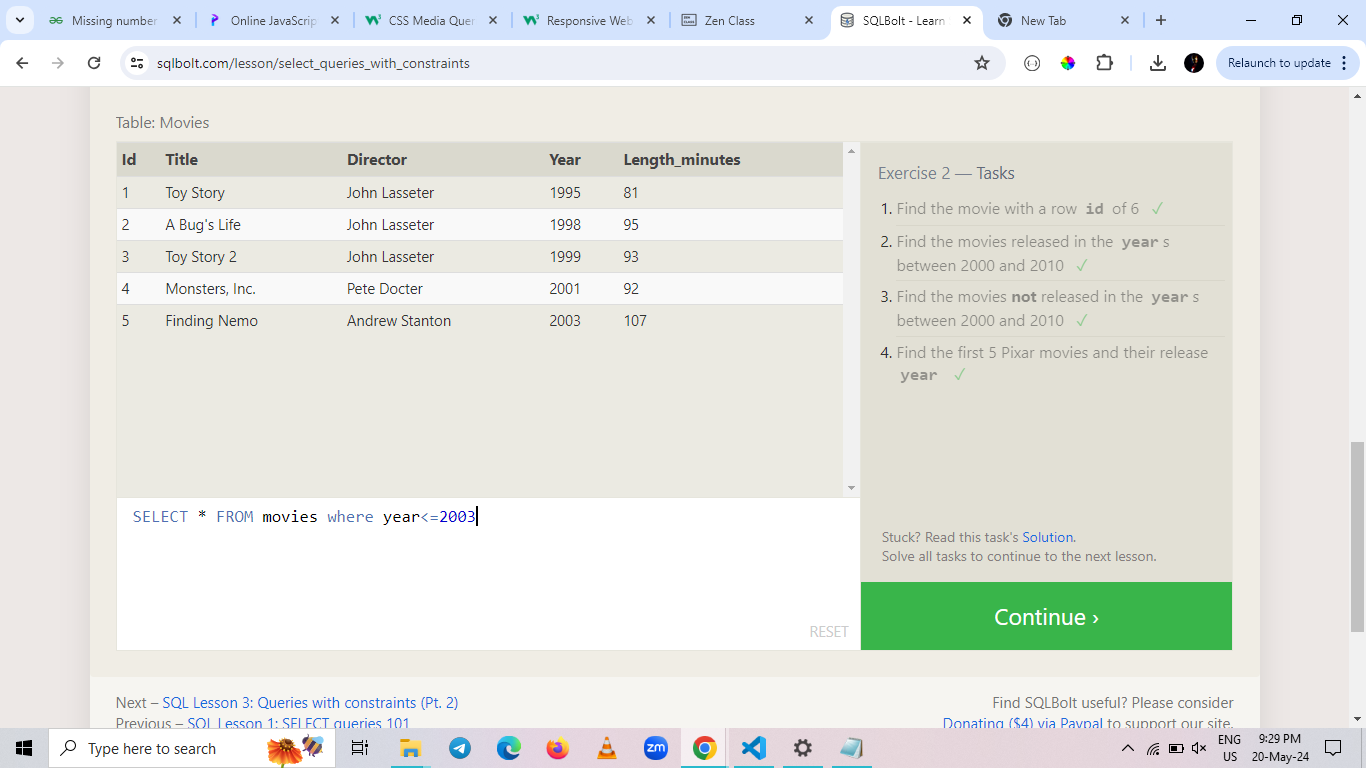 Missing number
Online JavaScrip
CSS Media Quer
Responsive Web
Zen Class
SQLBolt - Learn
New Tab
sqlbolt.com/lesson/select_queries_with_constraints
Relaunch to update
Table: Movies
Id Title Director Year Length_minutes
1 Toy Story John Lasseter 1995 81
2 A Bug's Life John Lasseter 1998 95
3 Toy Story 2 John Lasseter 1999 93
4 Monsters, Inc. Pete Docter 2001 92
5 Finding Nemo Andrew Stanton 2003 107
SELECT * FROM movies where year<=2003
RESET
Exercise 2 — Tasks
1. Find the movie with a row id of 6 ✓
2. Find the movies released in the year s
between 2000 and 2010 ✓
3. Find the movies not released in the year s
between 2000 and 2010 ✓
4. Find the first 5 Pixar movies and their release
year ✓
Stuck? Read this task's Solution.
Solve all tasks to continue to the next lesson.
Continue ›
Next – SQL Lesson 3: Queries with constraints (Pt. 2)
Previous – SQL Lesson 1: SELECT queries 101
Find SQLBolt useful? Please consider
Donating ($4) via Paypal to support our site.
Type here to search
zm
ENG
US
9:29 PM
20-May-24